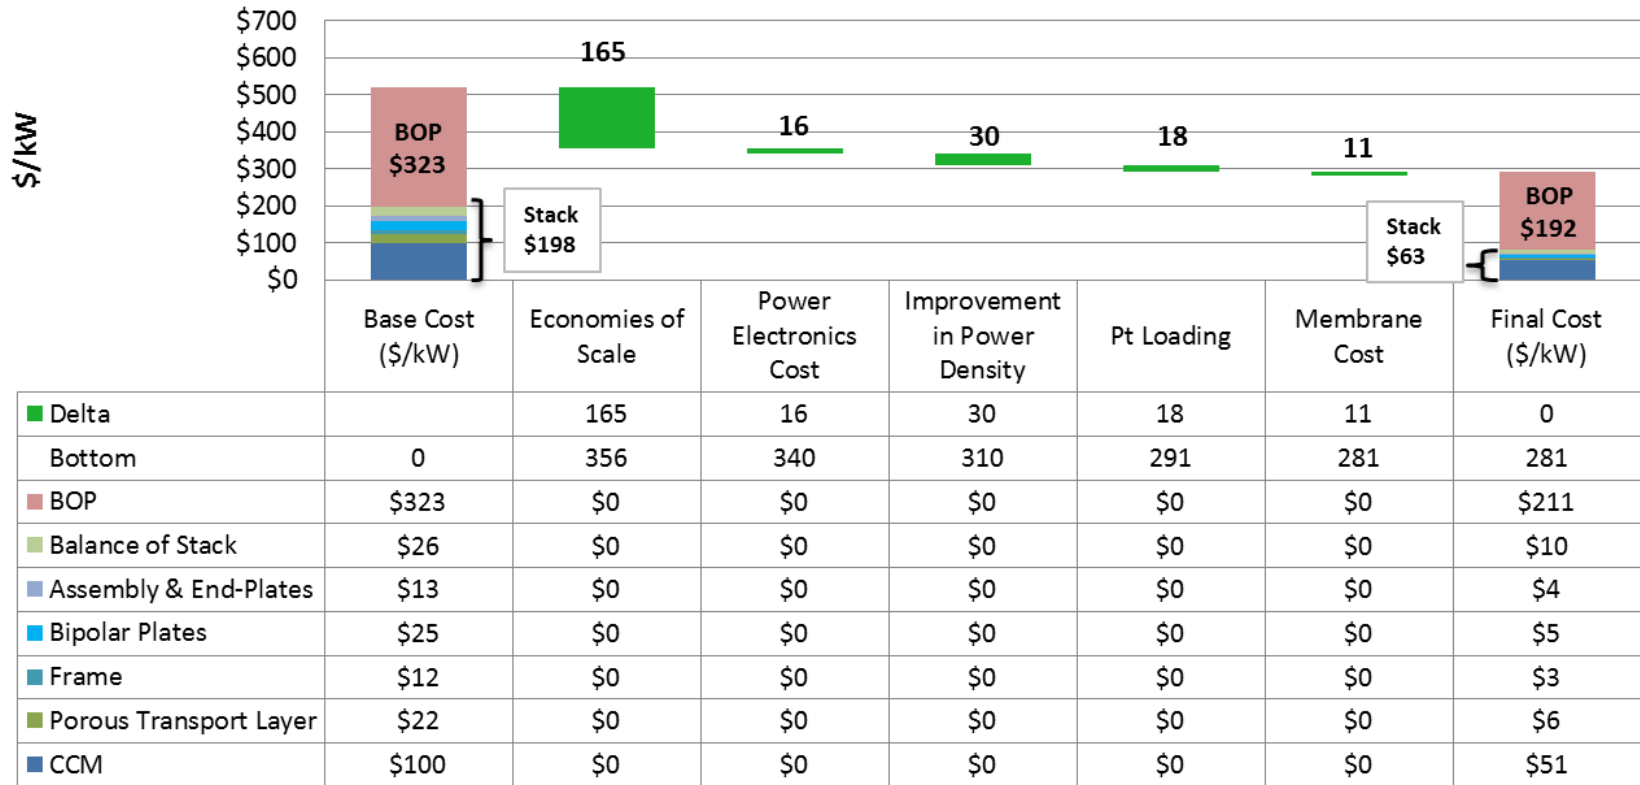 $/kW
$700
$600
$500
$400
$300
$200
$100
$0
BOP
$323
Stack
$198
165
16
30
18
11
Stack
$63
BOP
$192
Base Cost
($/kW)
Economies of
Scale
Power
Electronics
Cost
Improvement
in Power
Density
Pt Loading
Membrane
Cost
Final Cost
($/kW)
Delta 165 16 30 18 11 0
Bottom 0 356 340 310 291 281 281
BOP $323 $0 $0 $0 $0 $0 $211
Balance of Stack $26 $0 $0 $0 $0 $0 $10
Assembly & End-Plates $13 $0 $0 $0 $0 $0 $4
Bipolar Plates $25 $0 $0 $0 $0 $0 $5
Frame $12 $0 $0 $0 $0 $0 $3
Porous Transport Layer $22 $0 $0 $0 $0 $0 $6
CCM $100 $0 $0 $0 $0 $0 $51